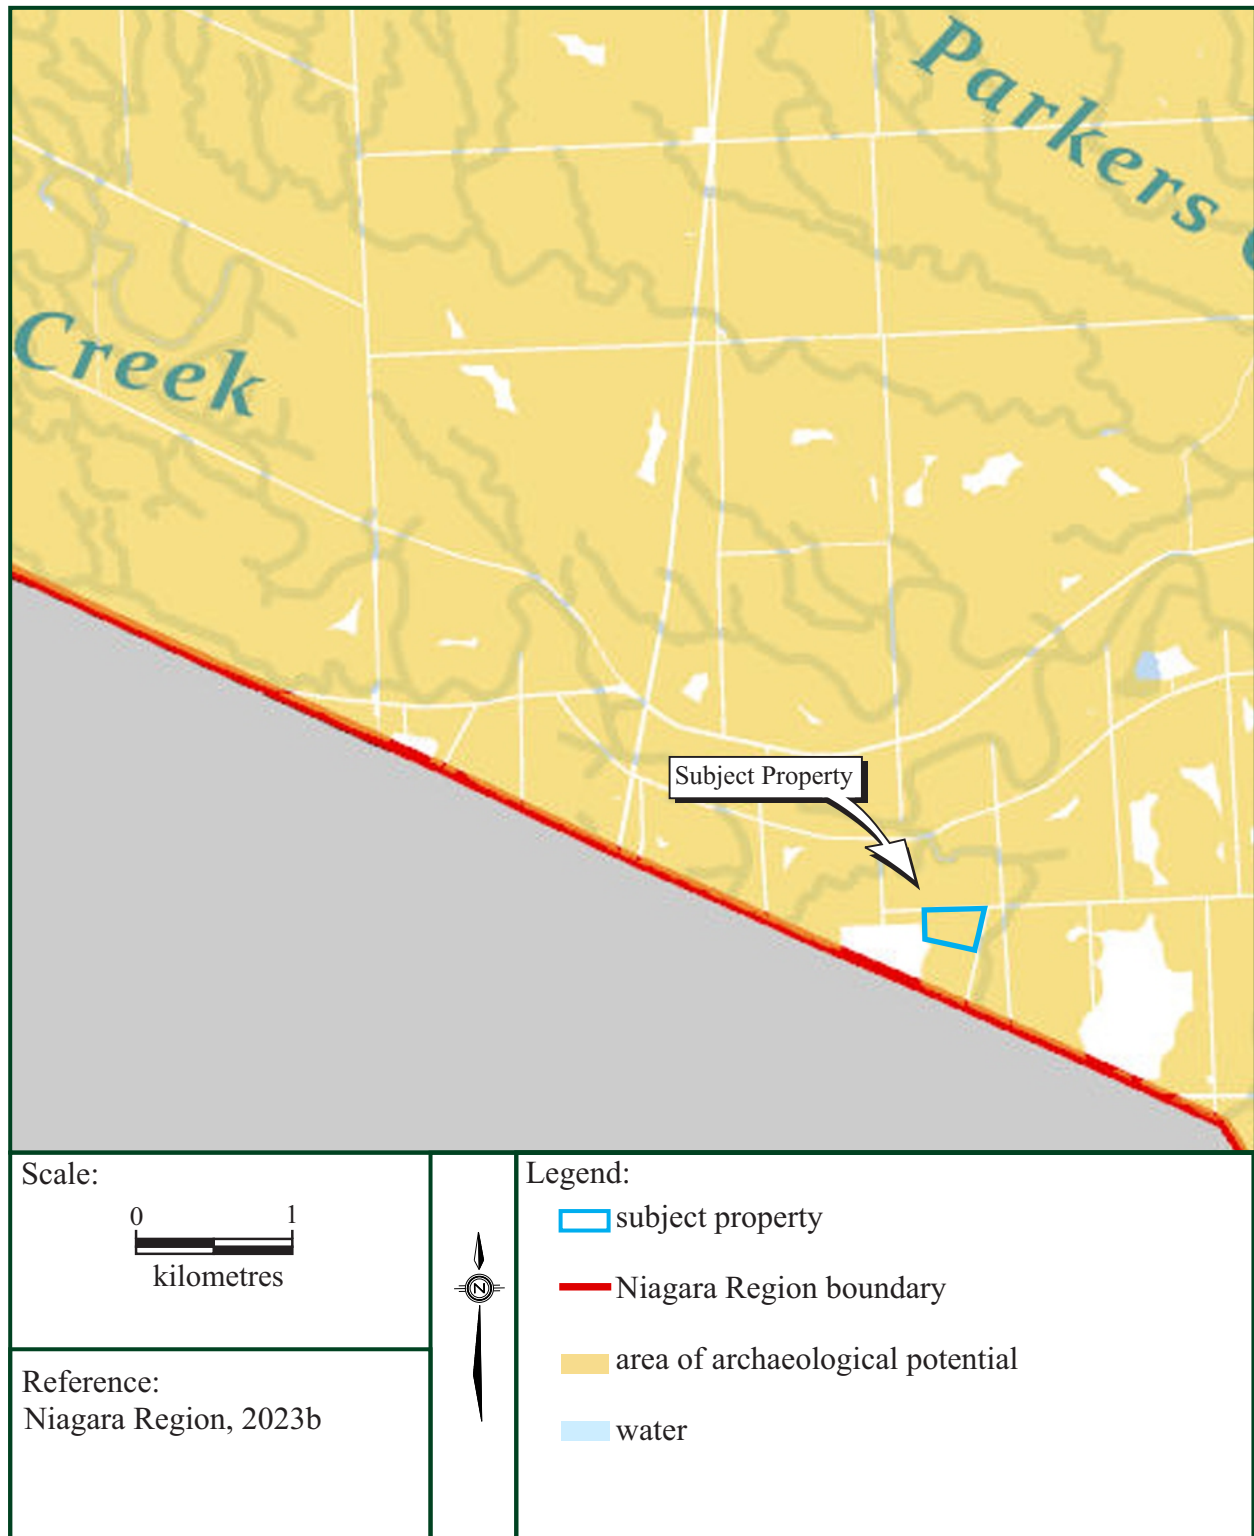 Parkers
Creek
Subject Property
Scale:
0 1
kilometres
Reference:
Niagara Region, 2023b
N
Legend:
subject property
Niagara Region boundary
area of archaeological potential
water